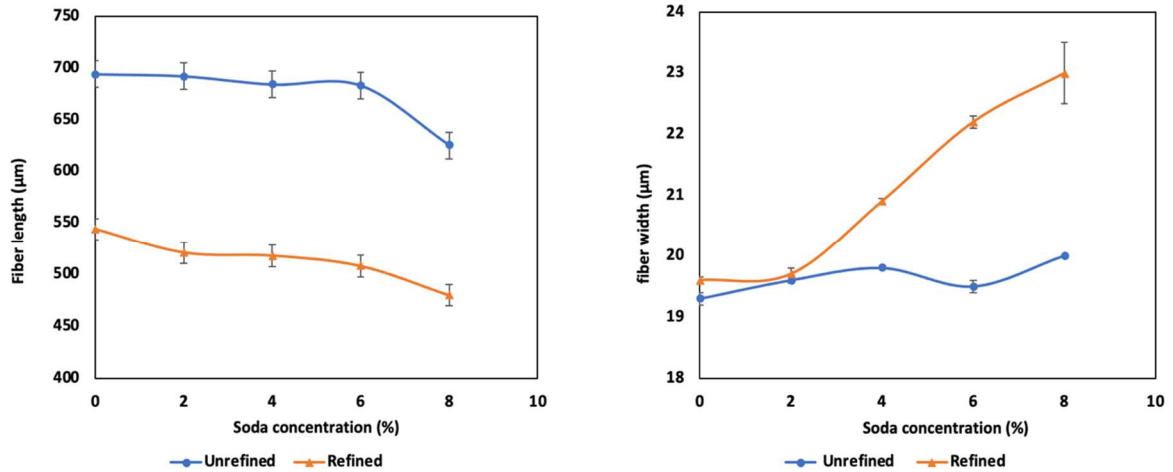 750
700
650
600
550
500
450
400
Fiber length (µm)
0 2 4 6 8 10
Soda concentration (%)
Unrefined Refined
24
23
22
21
20
19
18
fiber width (µm)
0 2 4 6 8 10
Soda concentration (%)
Unrefined Refined